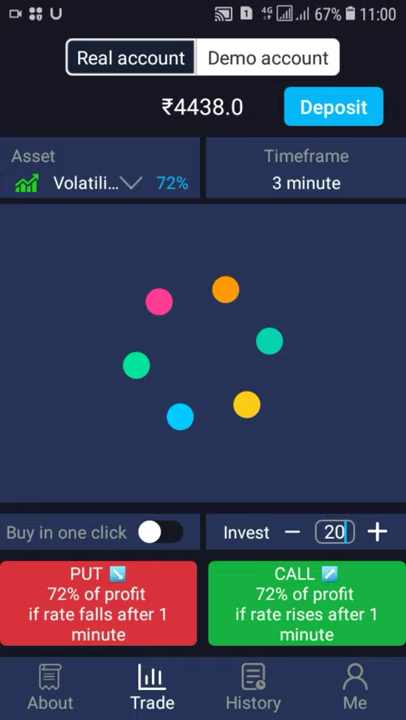 4G 67% 11:00
Real account Demo account
₹4438.0 Deposit
Asset Timeframe
Volatili... 72% 3 minute
Buy in one click Invest 20
PUT CALL
72% of profit 72% of profit
if rate falls after 1 if rate rises after 1
minute minute
About Trade History Me